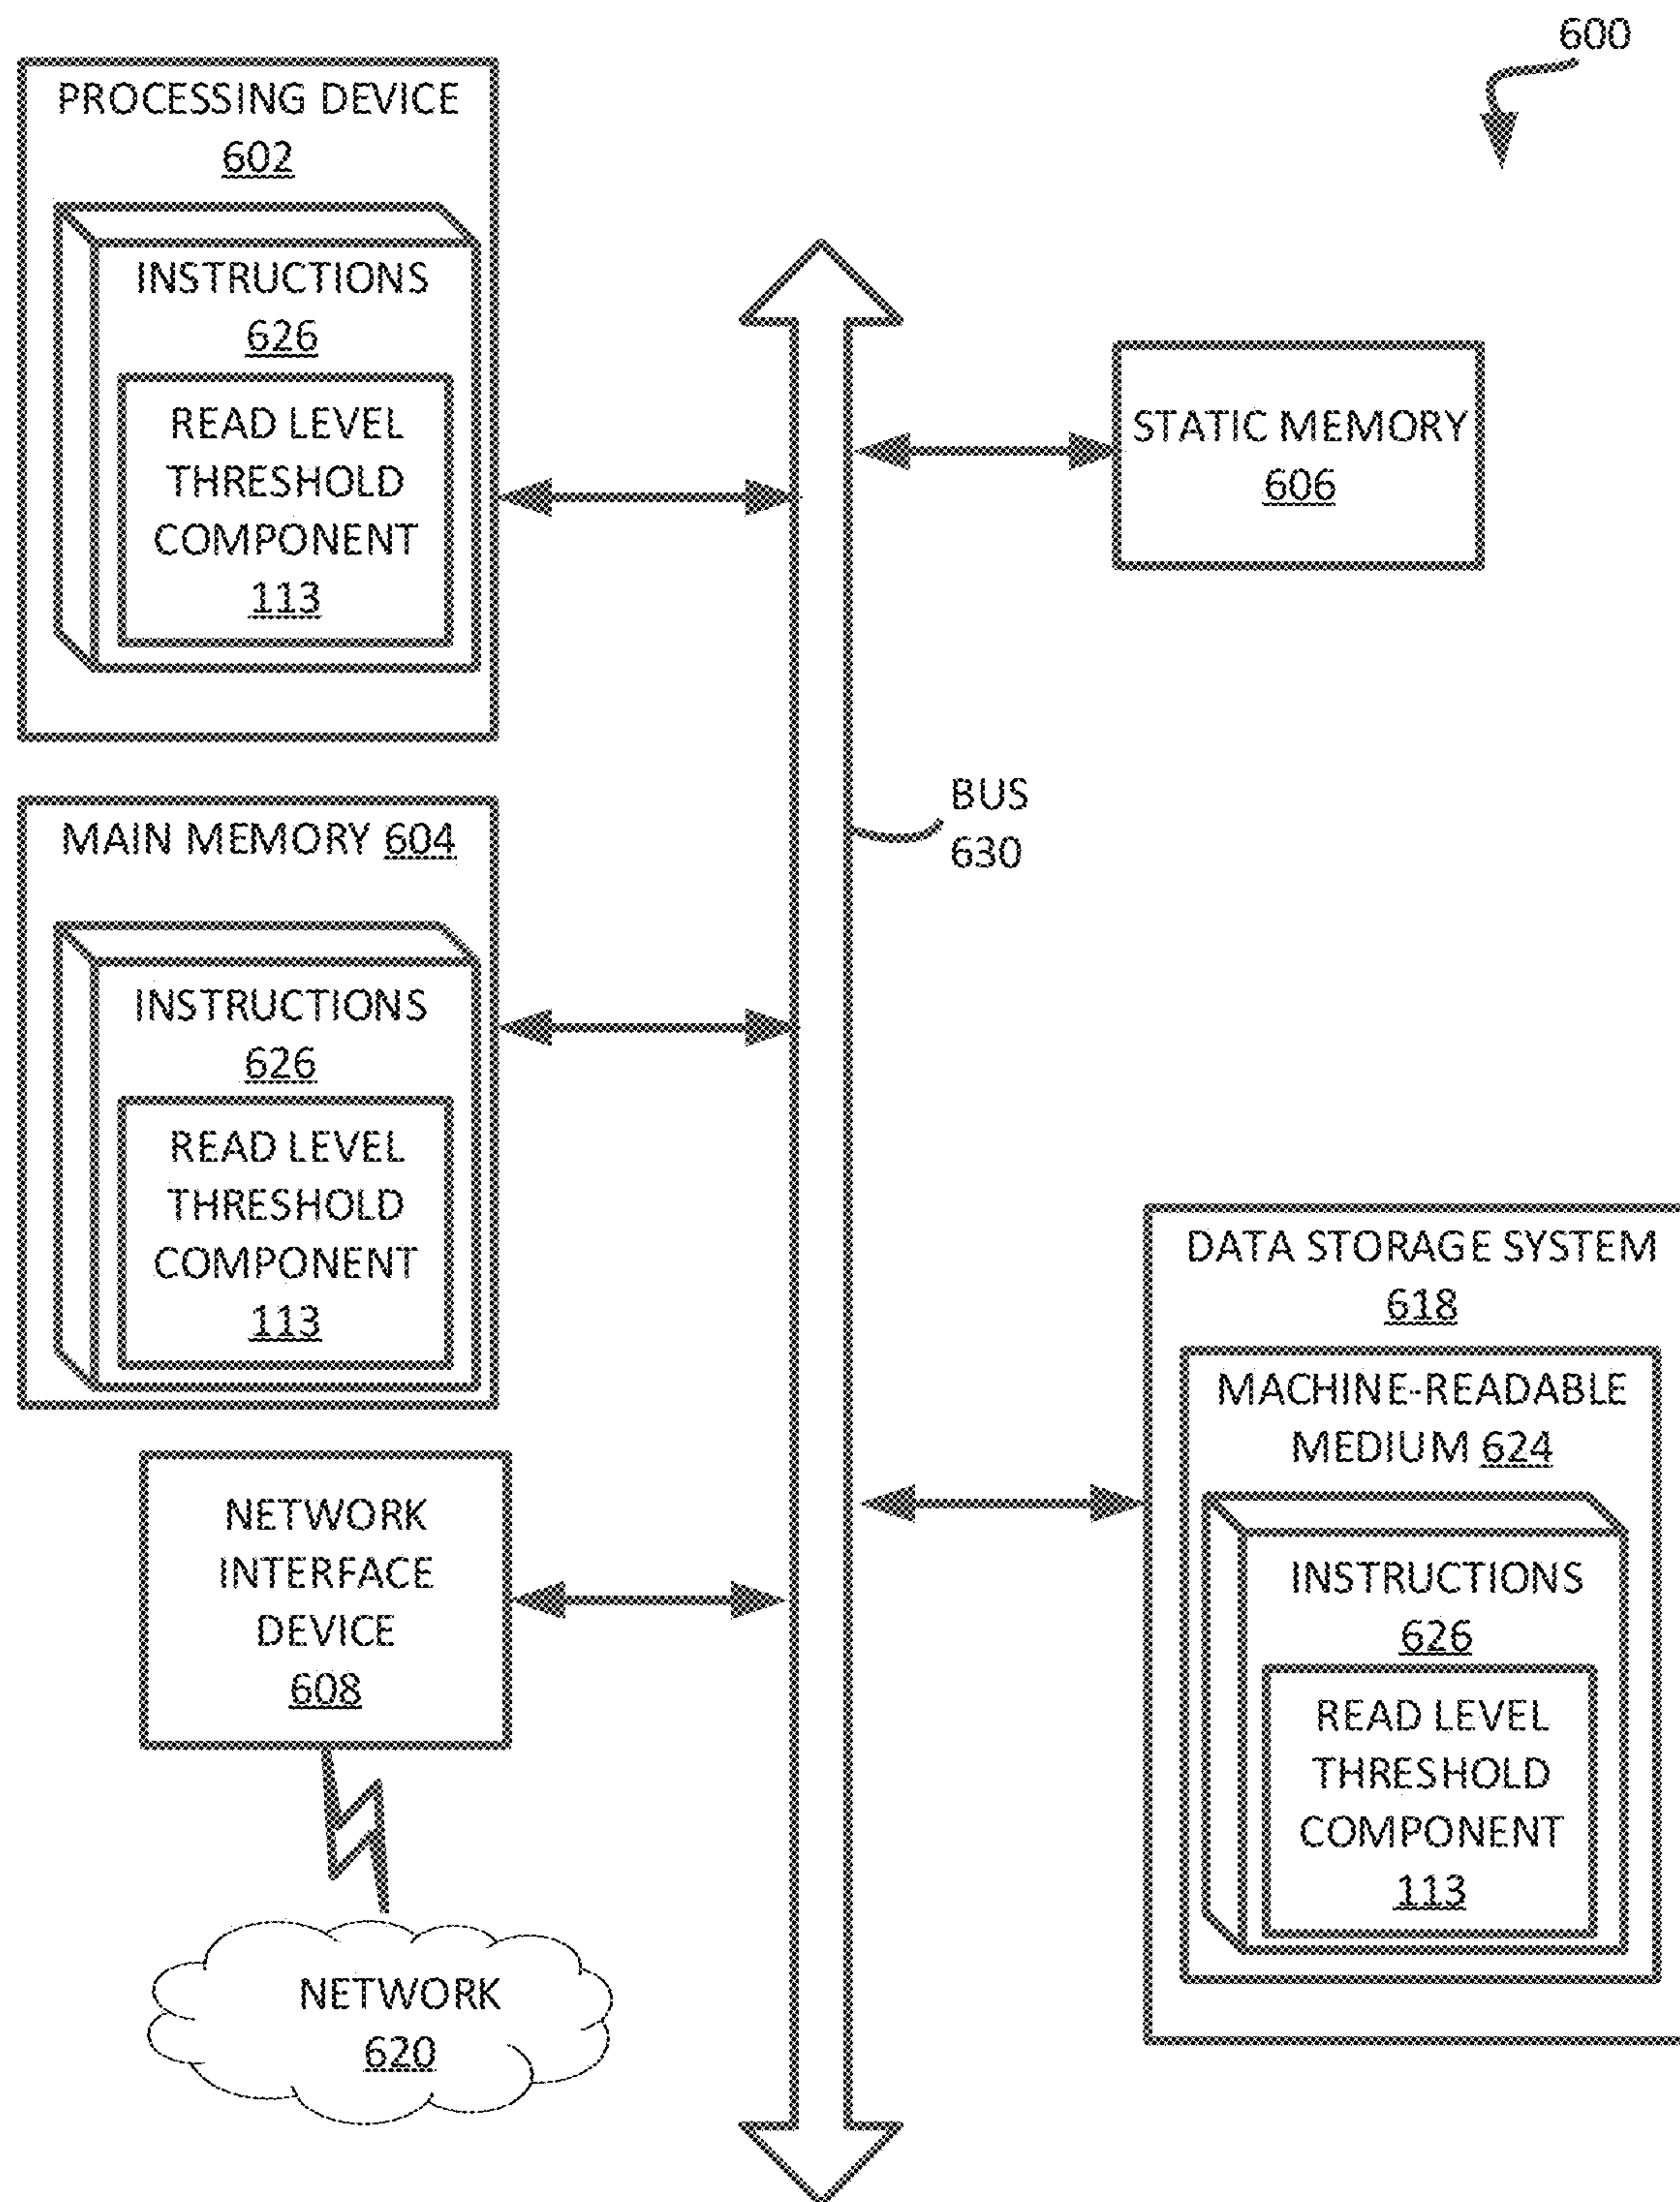 600
PROCESSING DEVICE
602
INSTRUCTIONS
626
READ LEVEL
THRESHOLD
COMPONENT
113
STATIC MEMORY
606
BUS
630
MAIN MEMORY 604
INSTRUCTIONS
626
READ LEVEL
THRESHOLD
COMPONENT
113
DATA STORAGE SYSTEM
618
MACHINE-READABLE
MEDIUM 624
INSTRUCTIONS
626
READ LEVEL
THRESHOLD
COMPONENT
113
NETWORK
INTERFACE
DEVICE
608
NETWORK
620